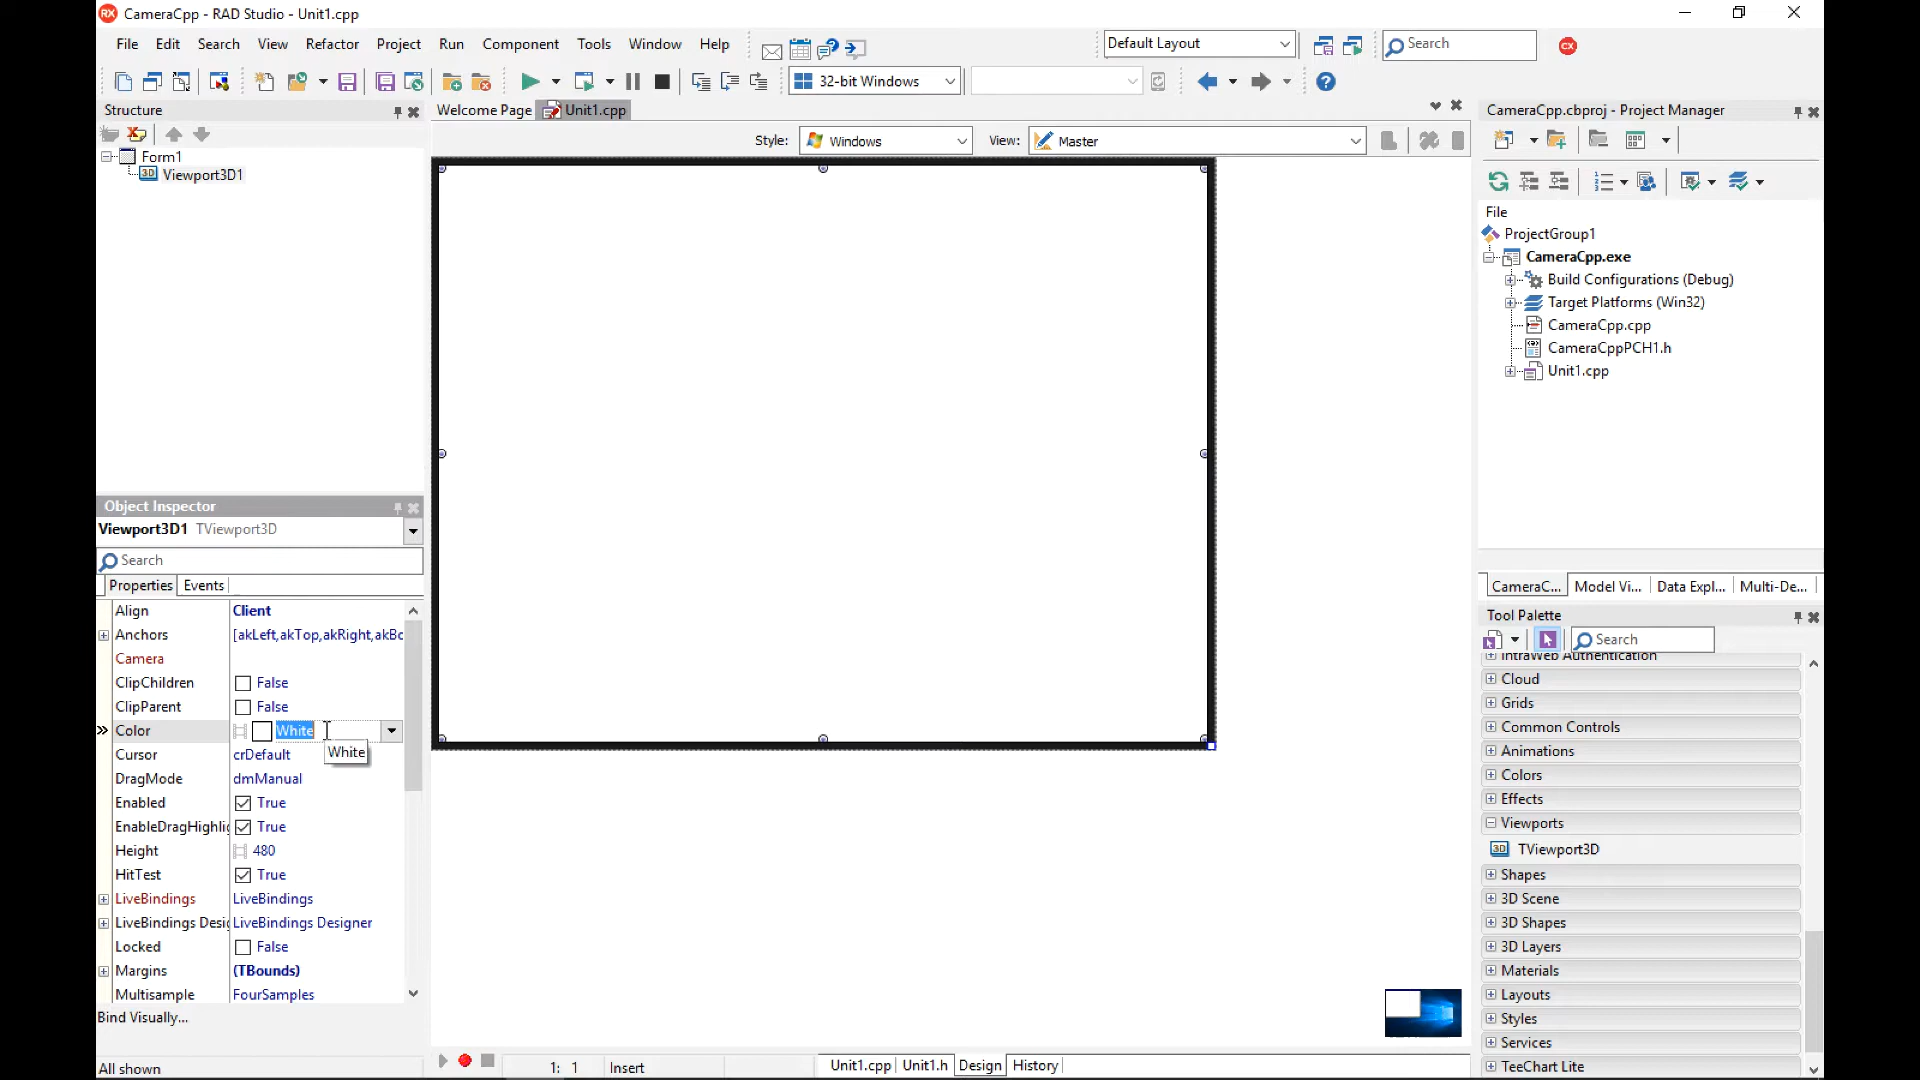 CameraCpp - RAD Studio - Unit1.cpp
File Edit Search View Refactor Project Run Component Tools Window Help
Default Layout
Search
32-bit Windows
Structure
Welcome Page
Unit1.cpp
CameraCpp.cbproj - Project Manager
Style:
Windows
View:
Master
Form1
3D Viewport3D1
File
ProjectGroup1
CameraCpp.exe
Build Configurations (Debug)
Target Platforms (Win32)
CameraCpp.cpp
CameraCppPCH1.h
Unit1.cpp
Object Inspector
Viewport3D1 TViewport3D
Search
Properties Events
Align Client
Anchors [akLeft,akTop,akRight,akBc
Camera
ClipChildren False
ClipParent False
Color White
White
Cursor crDefault
DragMode dmManual
Enabled True
EnableDragHighlig True
Height 480
HitTest True
LiveBindings LiveBindings
LiveBindings Desig LiveBindings Designer
Locked False
Margins (TBounds)
Multisample FourSamples
Bind Visually...
All shown
CameraC... Model Vi... Data Expl... Multi-De...
Tool Palette
Search
IntraWeb Authentication
Cloud
Grids
Common Controls
Animations
Colors
Effects
Viewports
3D TViewport3D
Shapes
3D Scene
3D Shapes
3D Layers
Materials
Layouts
Styles
Services
TeeChart Lite
1: 1
Insert
Unit1.cpp Unit1.h Design History